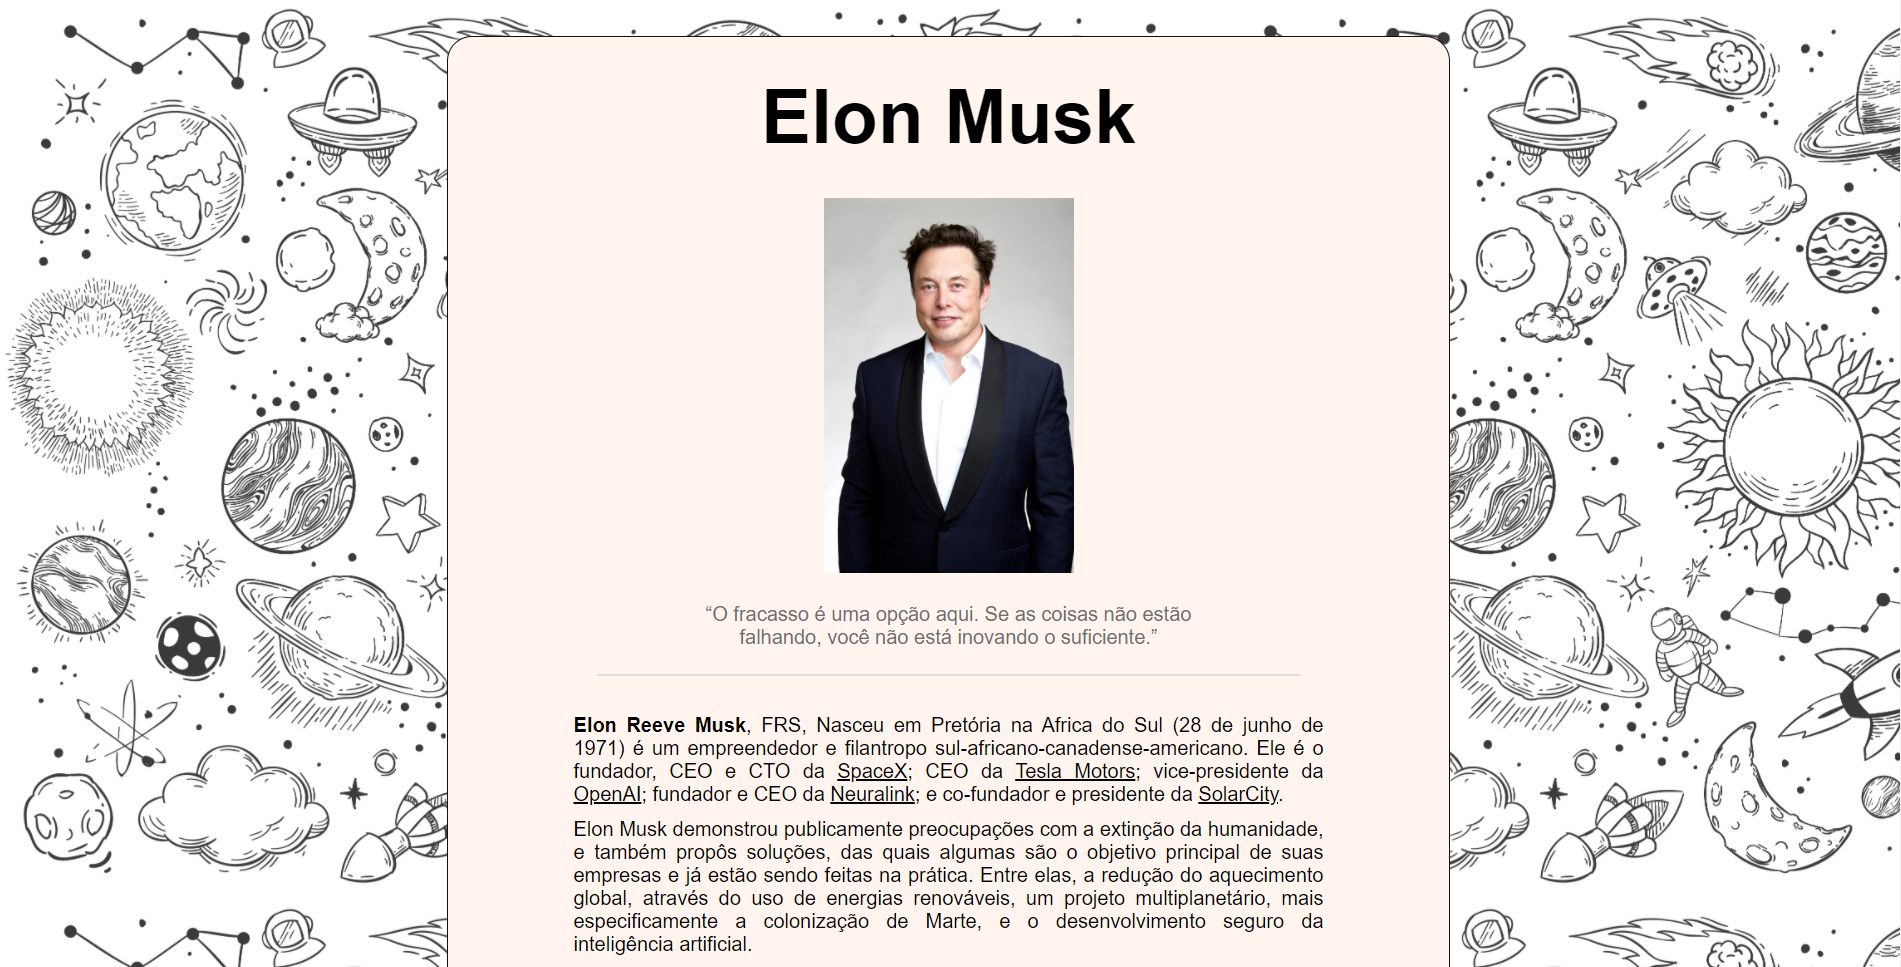 Elon Musk
“O fracasso é uma opção aqui. Se as coisas não estão
falhando, você não está inovando o suficiente.”
Elon Reeve Musk, FRS, Nasceu em Pretória na Africa do Sul (28 de junho de
1971) é um empreendedor e filantropo sul-africano-canadense-americano. Ele é o
fundador, CEO e CTO da SpaceX; CEO da Tesla Motors; vice-presidente da
OpenAI; fundador e CEO da Neuralink; e co-fundador e presidente da SolarCity.
Elon Musk demonstrou publicamente preocupações com a extinção da humanidade,
e também propôs soluções, das quais algumas são o objetivo principal de suas
empresas e já estão sendo feitas na prática. Entre elas, a redução do aquecimento
global, através do uso de energias renováveis, um projeto multiplanetário, mais
especificamente a colonização de Marte, e o desenvolvimento seguro da
inteligência artificial.